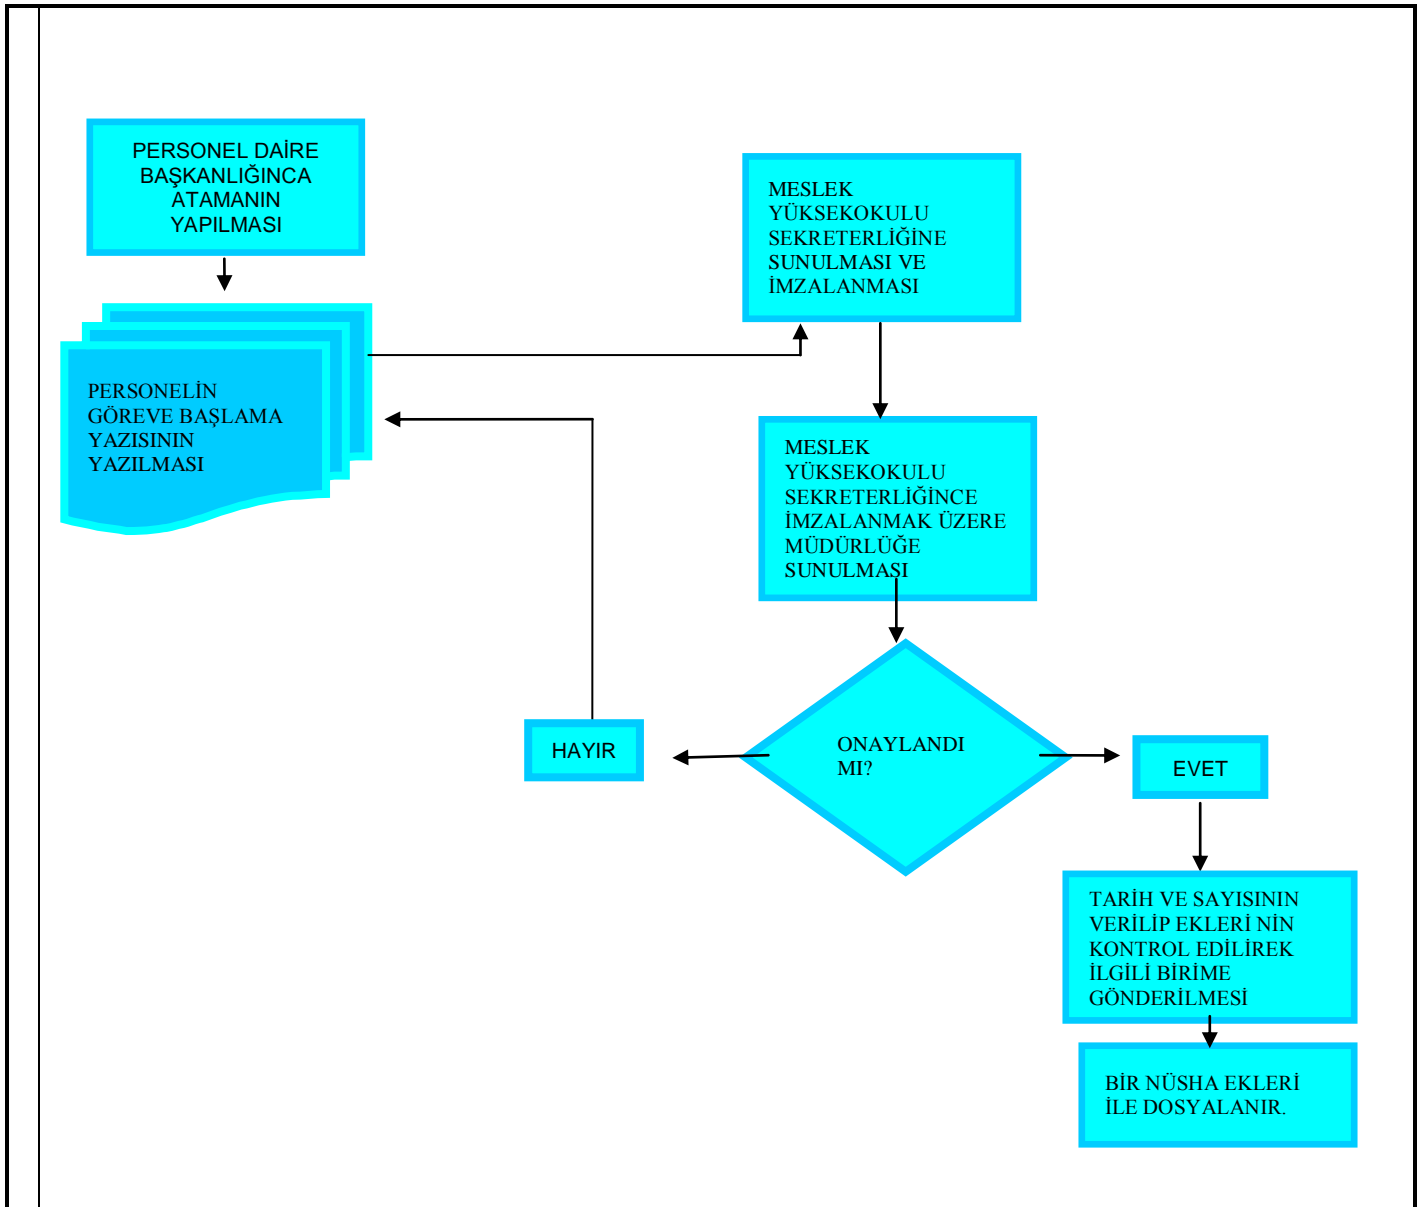 PERSONEL DAİRE
BAŞKANLIĞINCA
ATAMANIN
YAPILMASI
PERSONELİN
GÖREVE BAŞLAMA
YAZISININ
YAZILMASI
MESLEK
YÜKSEKOKULU
SEKRETERLİĞİNE
SUNULMASI VE
İMZALANMASI
MESLEK
YÜKSEKOKULU
SEKRETERLİĞİNCE
İMZALANMAK ÜZERE
MÜDÜRLÜĞE
SUNULMASI
ONAYLANDI
MI?
HAYIR
EVET
TARİH VE SAYISININ
VERİLİP EKLERİ NİN
KONTROL EDİLİREK
İLGİLİ BİRİME
GÖNDERİLMESİ
BİR NÜSHA EKLERİ
İLE DOSYALANIR.